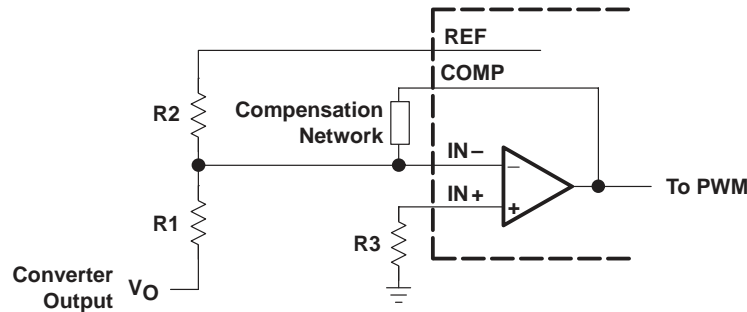 REF
COMP
R2
Compensation
Network
IN−
−
To PWM
IN+
+
R1
R3
Converter
Output
VO